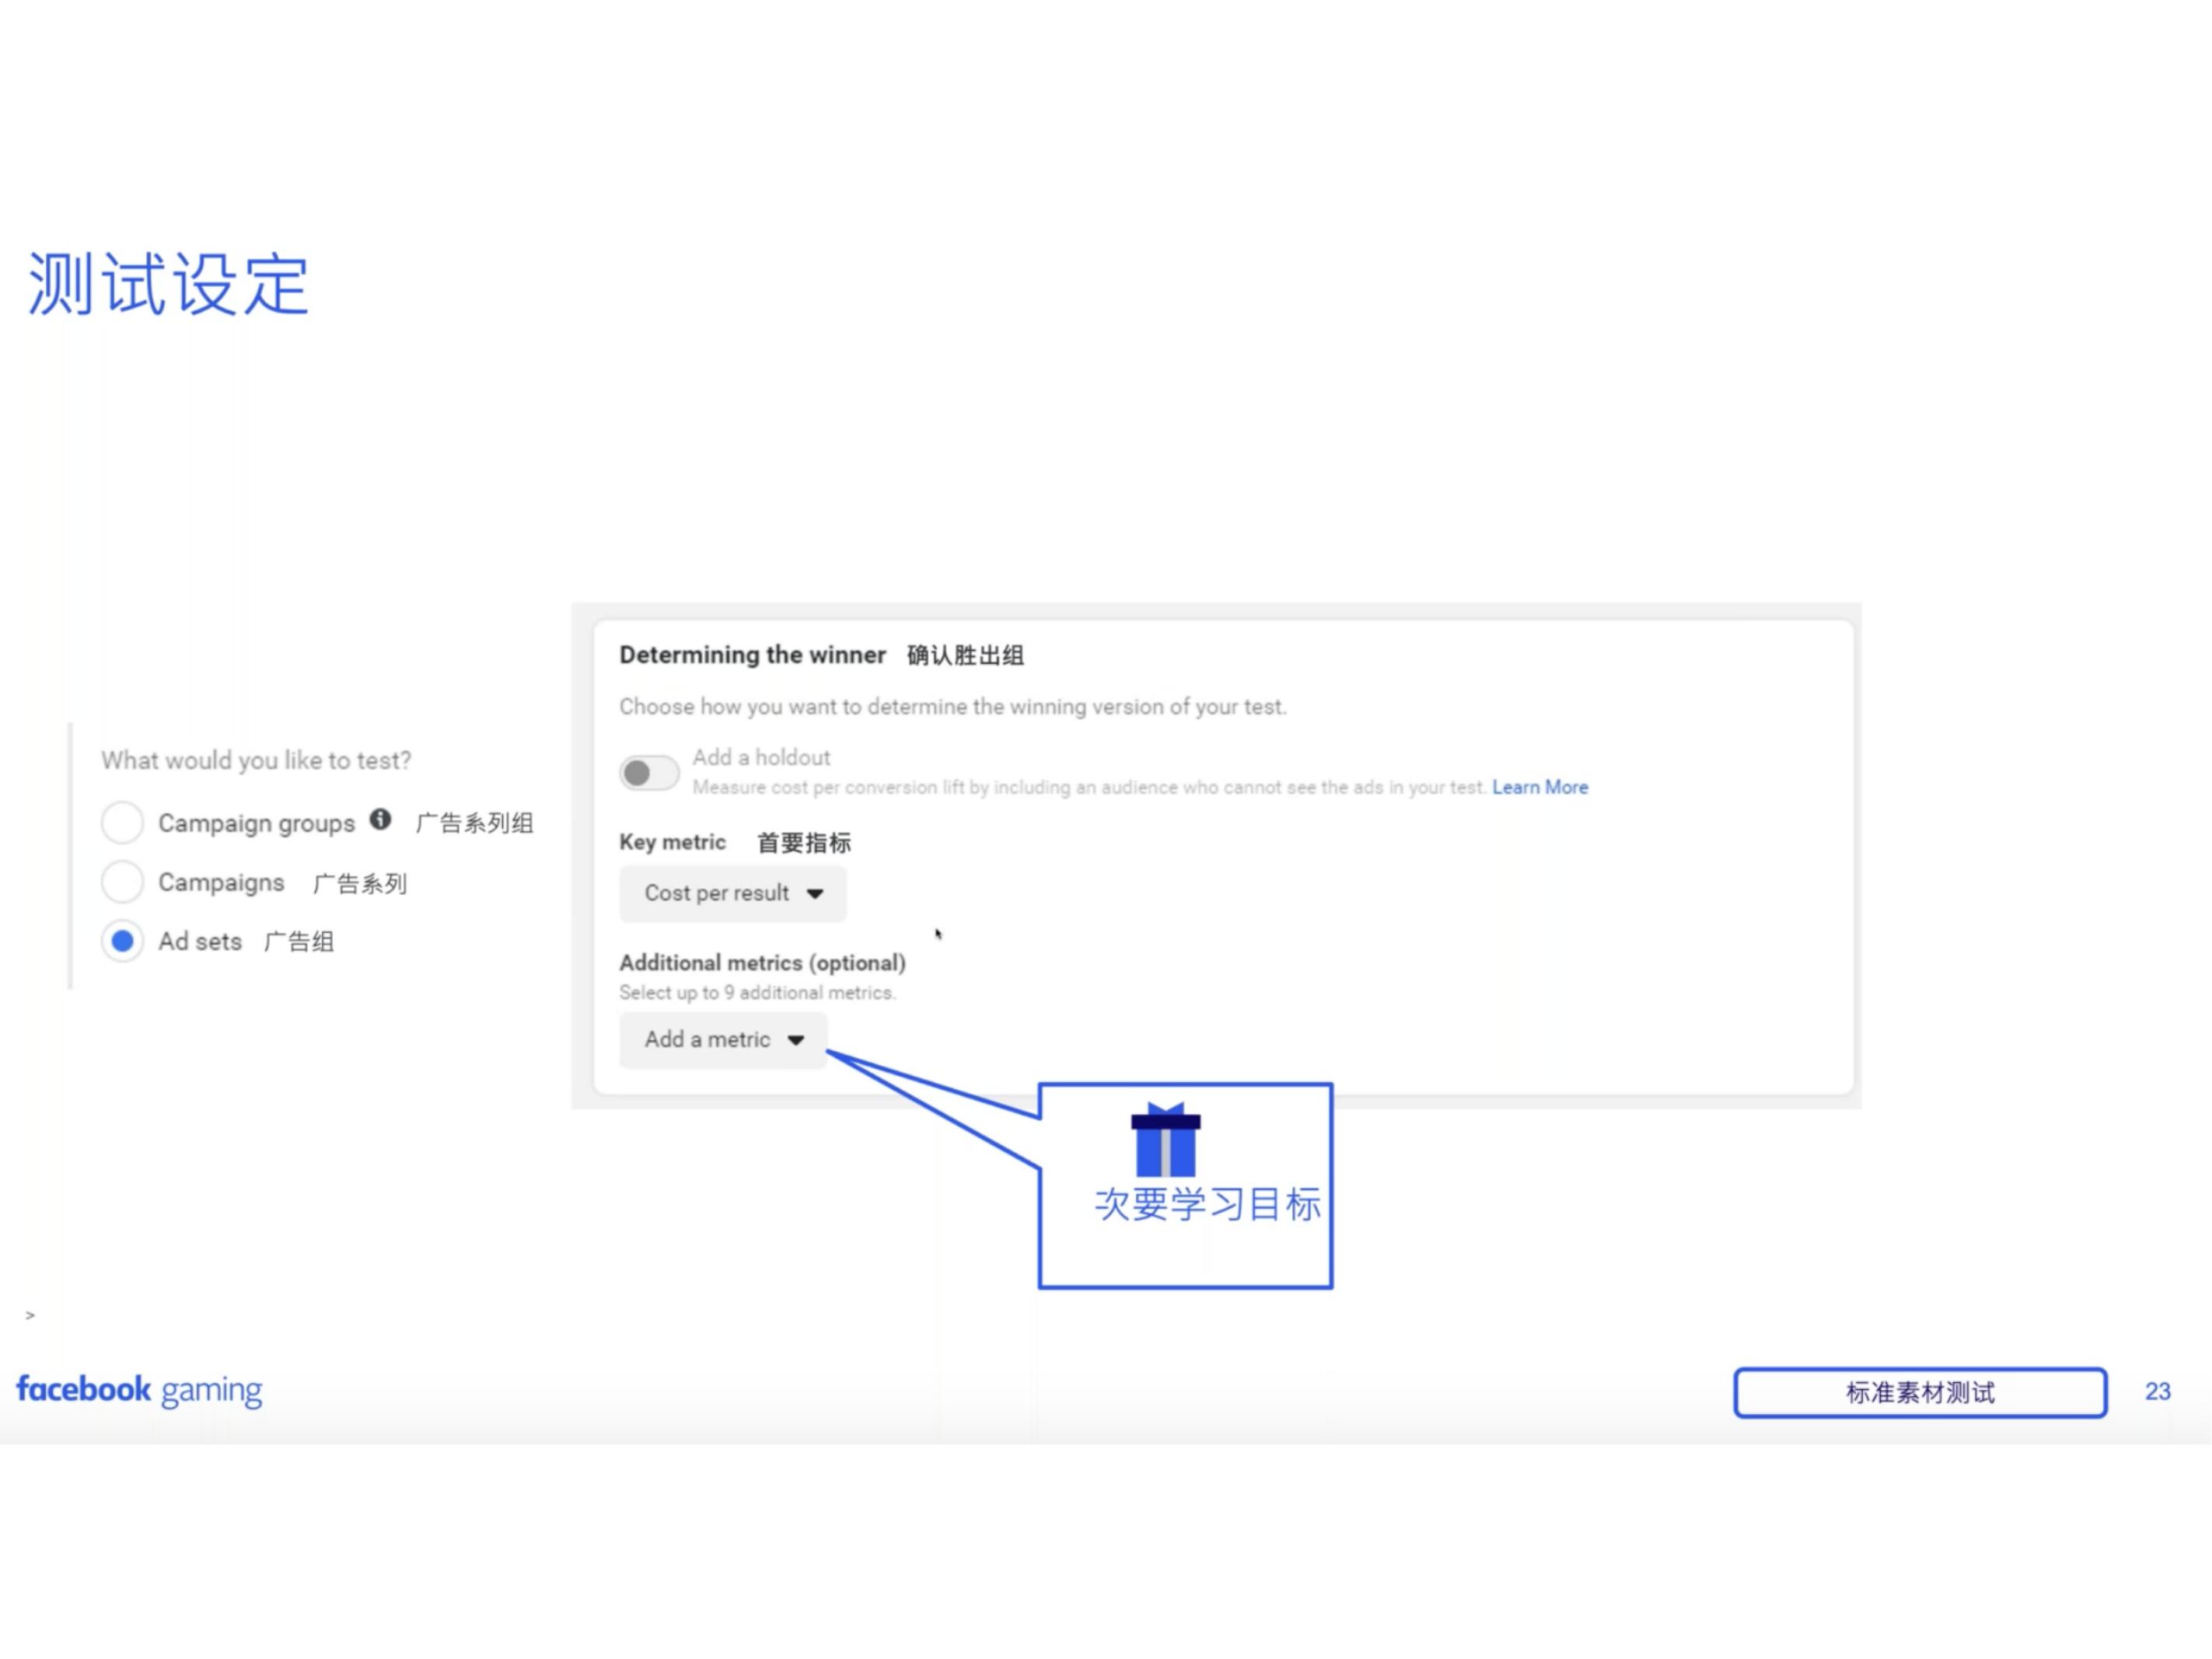 测试设定
What would you like to test?
Campaign groups 广告系列组
Campaigns 广告系列
Ad sets 广告组
Determining the winner 确认胜出组
Choose how you want to determine the winning version of your test.
Add a holdout
Measure cost per conversion lift by including an audience who cannot see the ads in your test. Learn More
Key metric 首要指标
Cost per result
Additional metrics (optional)
Select up to 9 additional metrics.
Add a metric
次要学习目标
>
facebook gaming
标准素材测试
23